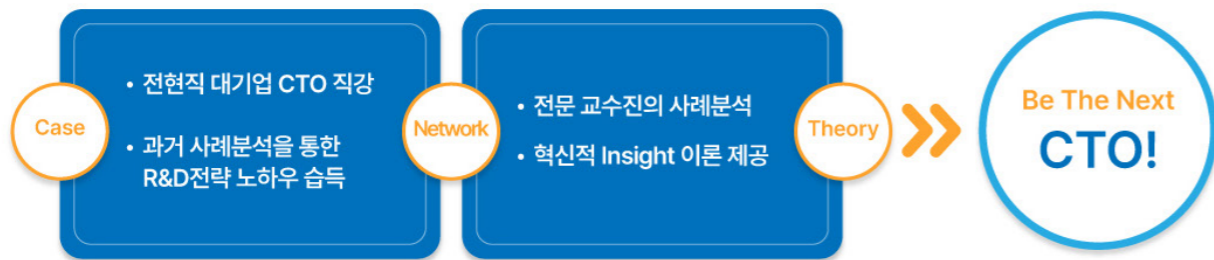 Case
• 전현직 대기업 CTO 직강
• 과거 사례분석을 통한
R&D전략 노하우 습득
Network
• 전문 교수진의 사례분석
• 혁신적 Insight 이론 제공
Theory
Be The Next
CTO!